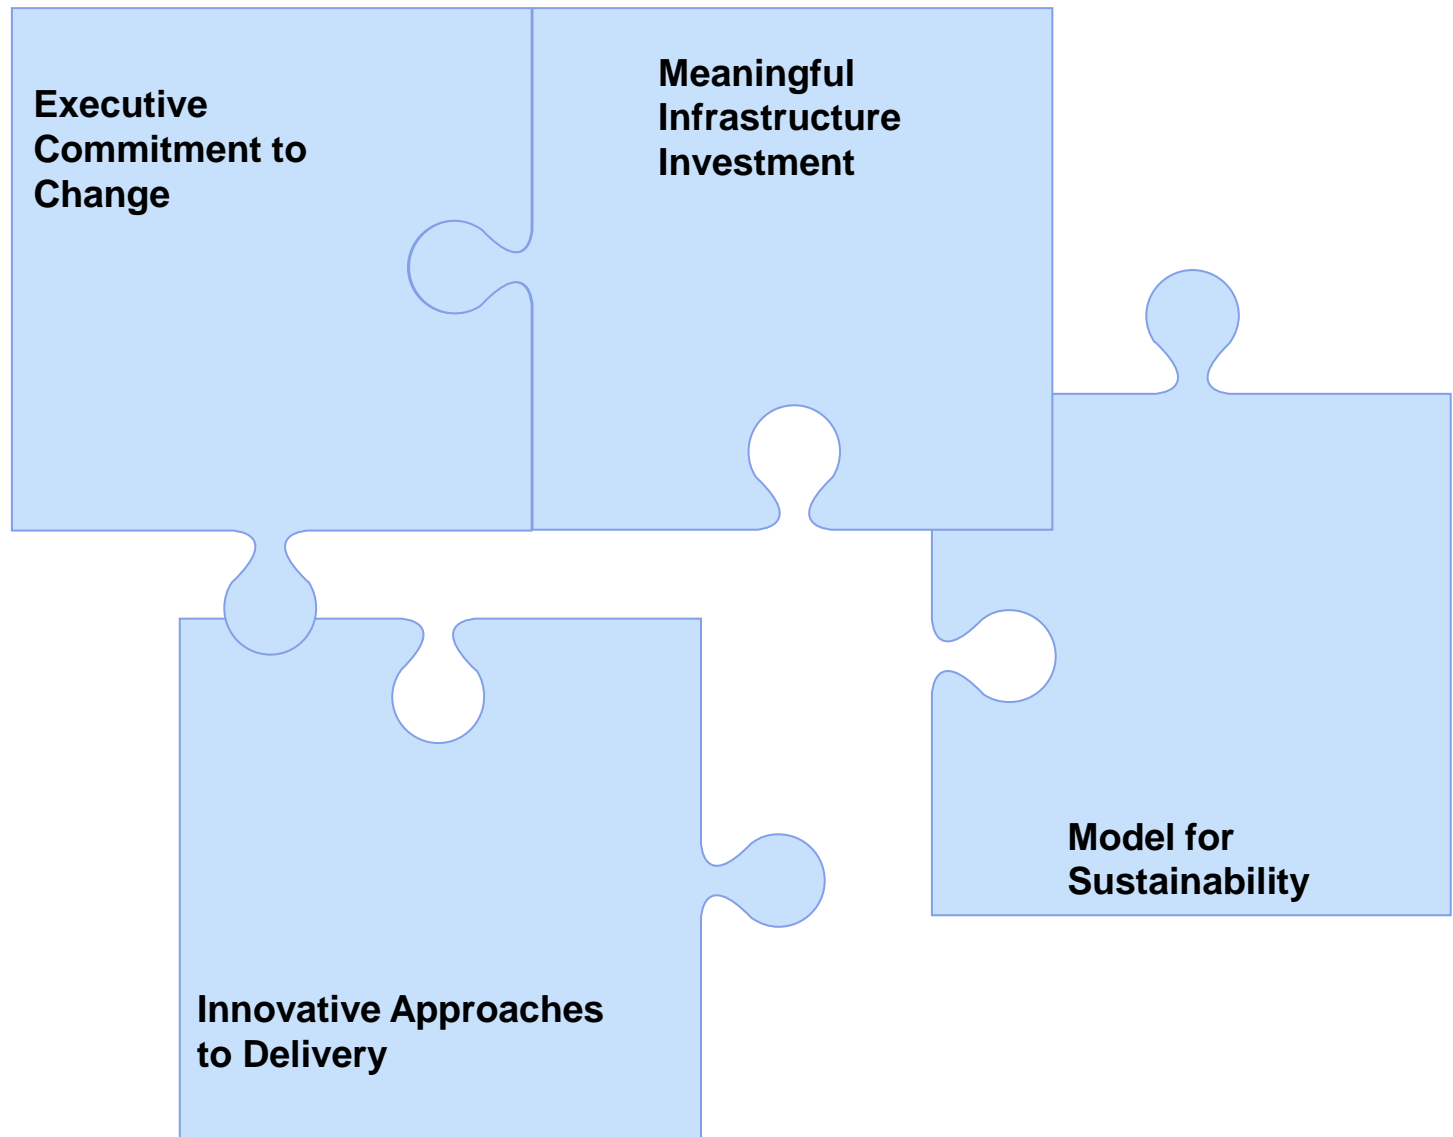 Executive
Commitment to
Change
Meaningful
Infrastructure
Investment
Model for
Sustainability
Innovative Approaches
to Delivery